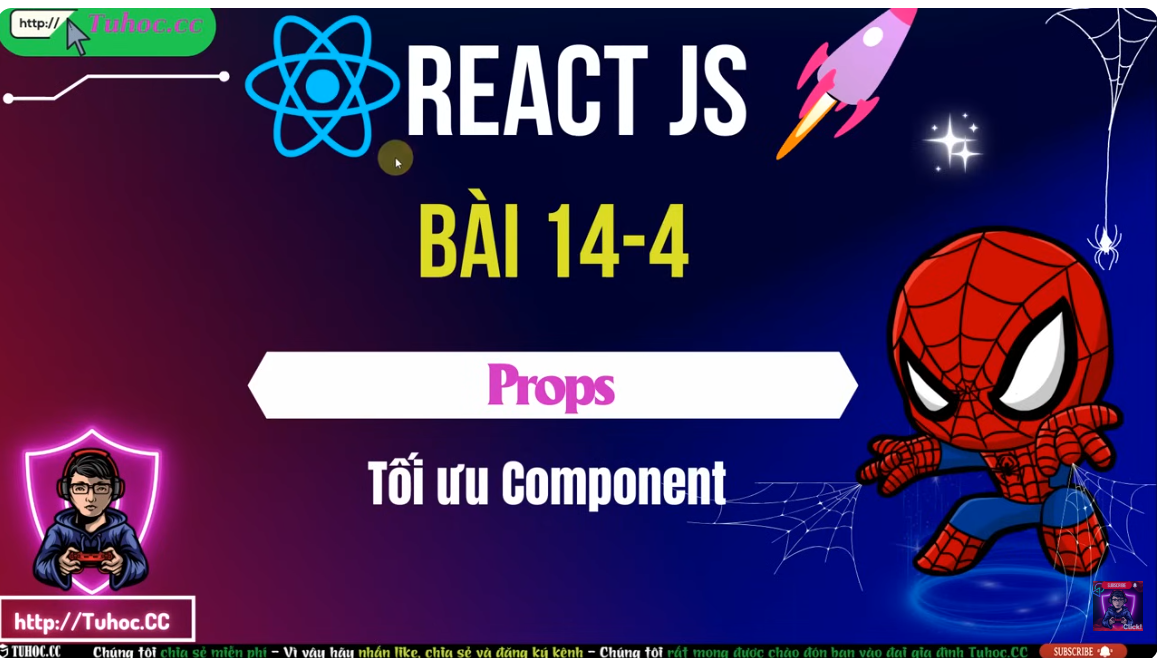 http://
Tuhoc.cc
REACT JS
BÀI 14-4
Props
Tối ưu Component
http://Tuhoc.CC
SUBSCRIBE
Click!
TUHOC.CC Chúng tôi chia sẻ miễn phí – Vì vậy hãy nhấn like, chia sẻ và đăng ký kênh – Chúng tôi rất mong được chào đón bạn vào đại gia đình Tuhoc.CC SUBSCRIBE